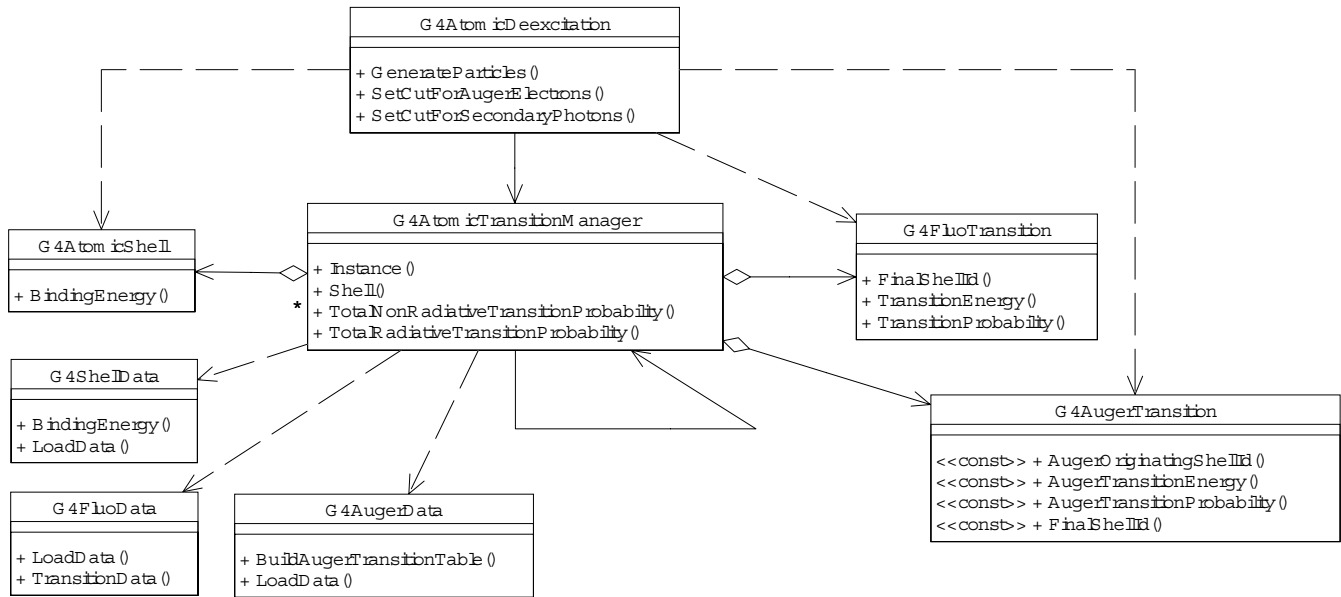 G4AtomicDeexcitation
+ GenerateParticles()
+ SetCutForAugerElectrons()
+ SetCutForSecondaryPhotons()
G4AtomicTransitionManager
+ Instance()
+ Shell()
+ TotalNonRadiativeTransitionProbability()
+ TotalRadiativeTransitionProbability()
G4AtomicShell
+ BindingEnergy()
*
G4FluoTransition
+ FinalShellId()
+ TransitionEnergy()
+ TransitionProbability()
G4ShellData
+ BindingEnergy()
+ LoadData()
G4AugerTransition
<<const>> + AugerOriginatingShellId()
<<const>> + AugerTransitionEnergy()
<<const>> + AugerTransitionProbability()
<<const>> + FinalShellId()
G4FluoData
+ LoadData()
+ TransitionData()
G4AugerData
+ BuildAugerTransitionTable()
+ LoadData()